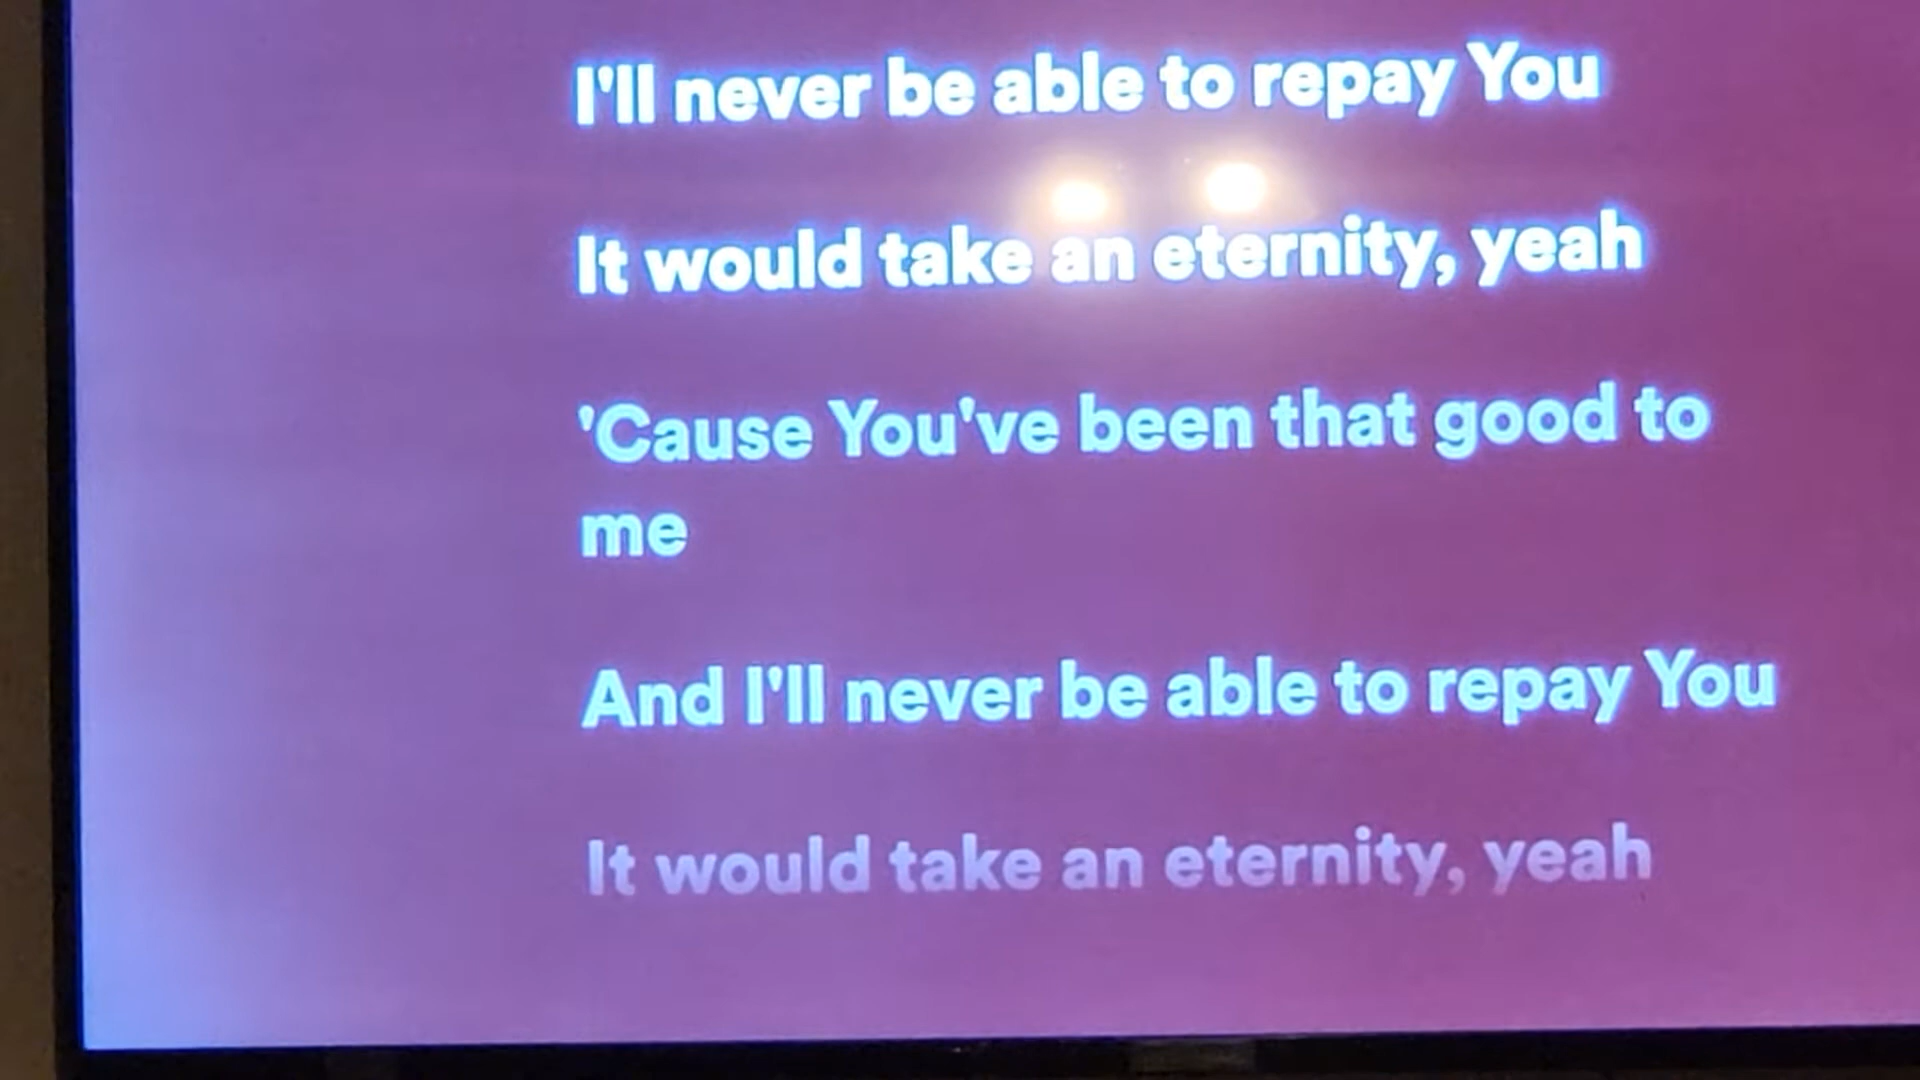 I'll never be able to repay You
It would take an eternity, yeah
'Cause You've been that good to
me
And I'll never be able to repay You
It would take an eternity, yeah